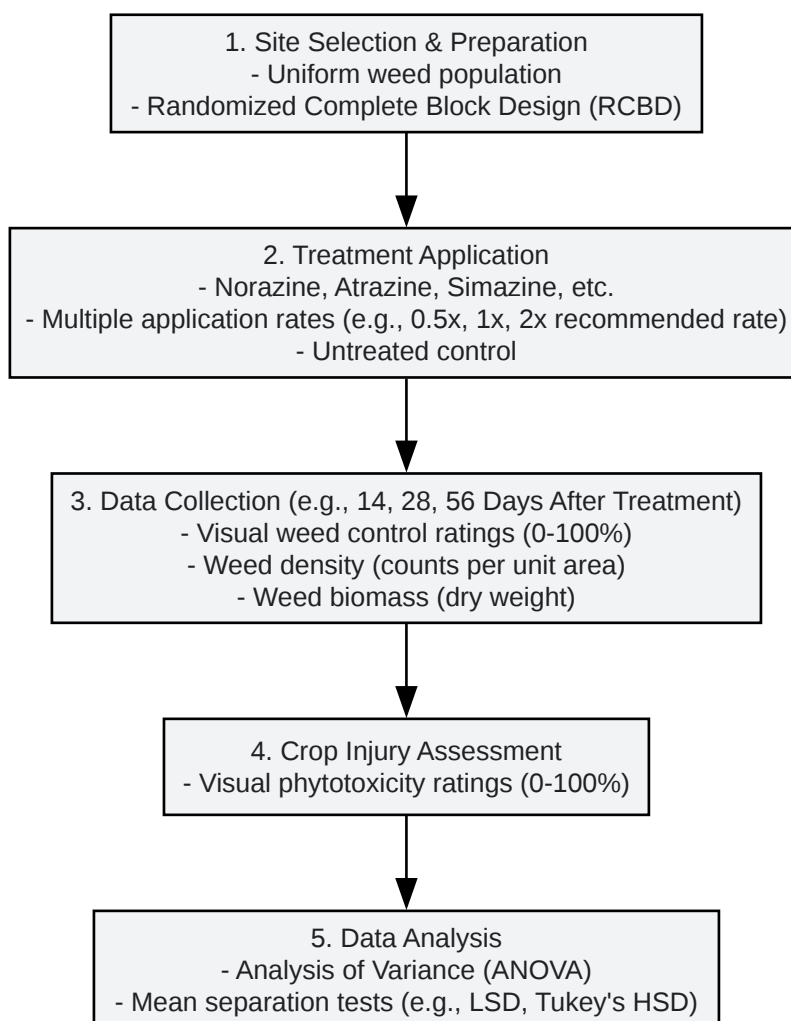 1. Site Selection & Preparation
- Uniform weed population
- Randomized Complete Block Design (RCBD)
2. Treatment Application
- Norazine, Atrazine, Simazine, etc.
- Multiple application rates (e.g., 0.5x, 1x, 2x recommended rate)
- Untreated control
3. Data Collection (e.g., 14, 28, 56 Days After Treatment)
- Visual weed control ratings (0-100%)
- Weed density (counts per unit area)
- Weed biomass (dry weight)
4. Crop Injury Assessment
- Visual phytotoxicity ratings (0-100%)
5. Data Analysis
- Analysis of Variance (ANOVA)
- Mean separation tests (e.g., LSD, Tukey's HSD)